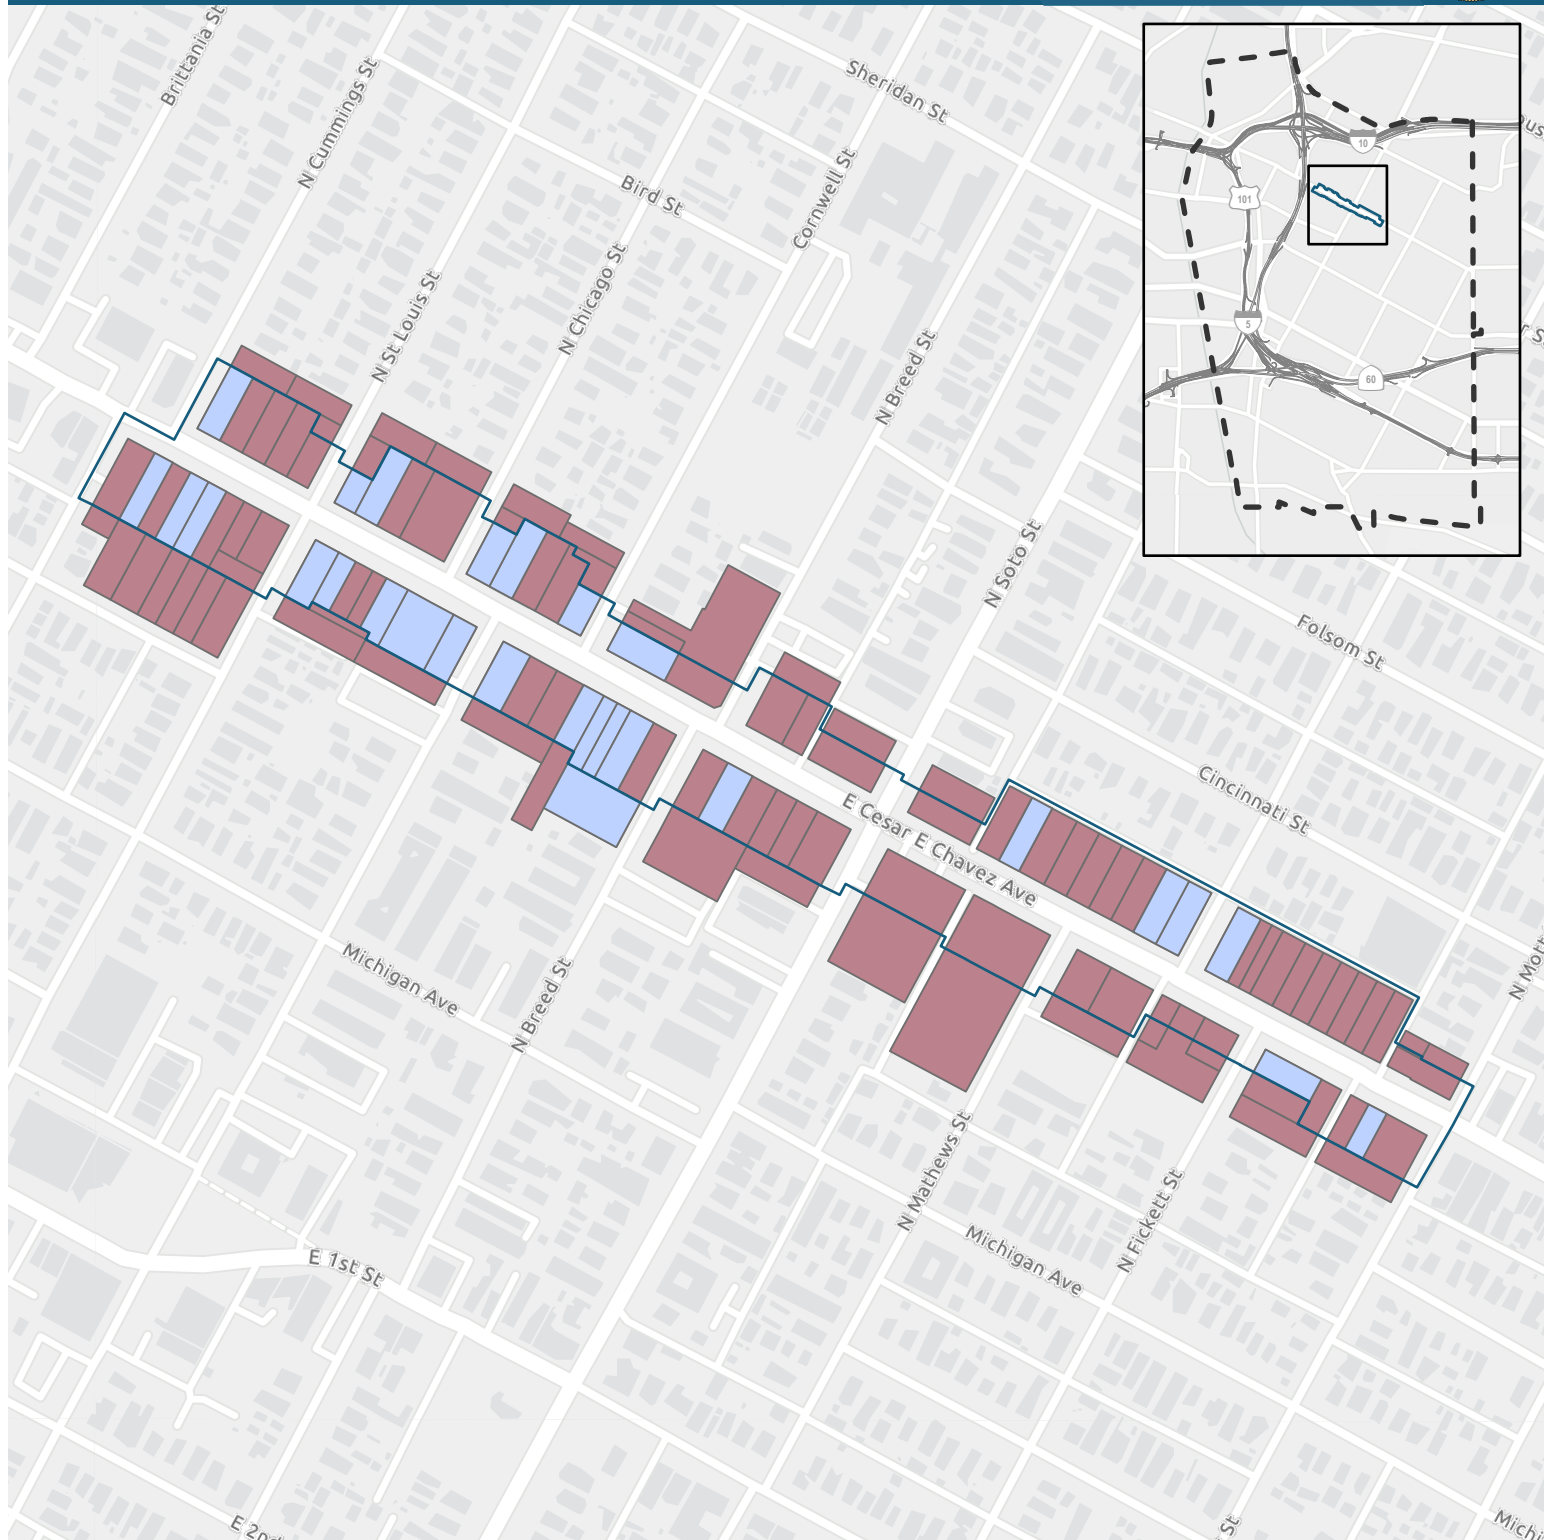 Brittania St
N Cummings St
Sheridan St
Bird St
Cornwell St
N St Louis St
N Chicago St
N Breed St
10
101
5
60
N Soto St
Folsom St
Cincinnati St
E Cesar E Chavez Ave
Michigan Ave
N Breed St
N Mathews St
N Fickett St
Michigan Ave
E 1st St
St